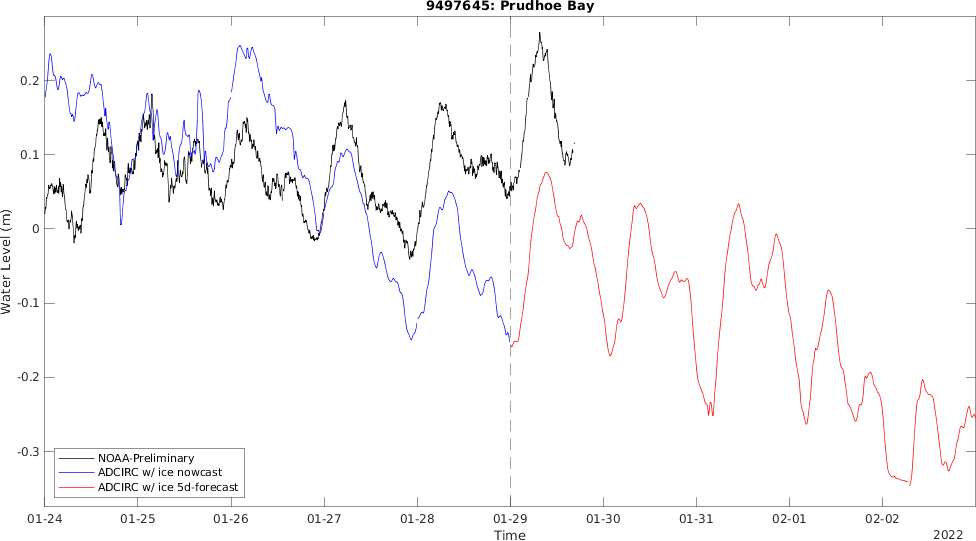 9497645: Prudhoe Bay
Water Level (m)
0.2
0.1
0
-0.1
-0.2
-0.3
NOAA-Preliminary
ADCIRC w/ ice nowcast
ADCIRC w/ ice 5d-forecast
01-24 01-25 01-26 01-27 01-28 01-29 01-30 01-31 02-01 02-02
Time
2022